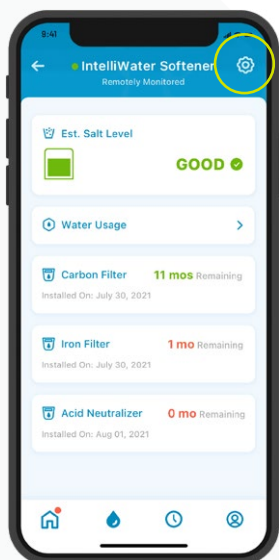 9:41
IntelliWater Softener
Remotely Monitored
Est. Salt Level
GOOD
Water Usage
Carbon Filter 11 mos Remaining
Installed On: July 30, 2021
Iron Filter 1 mo Remaining
Installed On: July 30, 2021
Acid Neutralizer 0 mo Remaining
Installed On: Aug 01, 2021